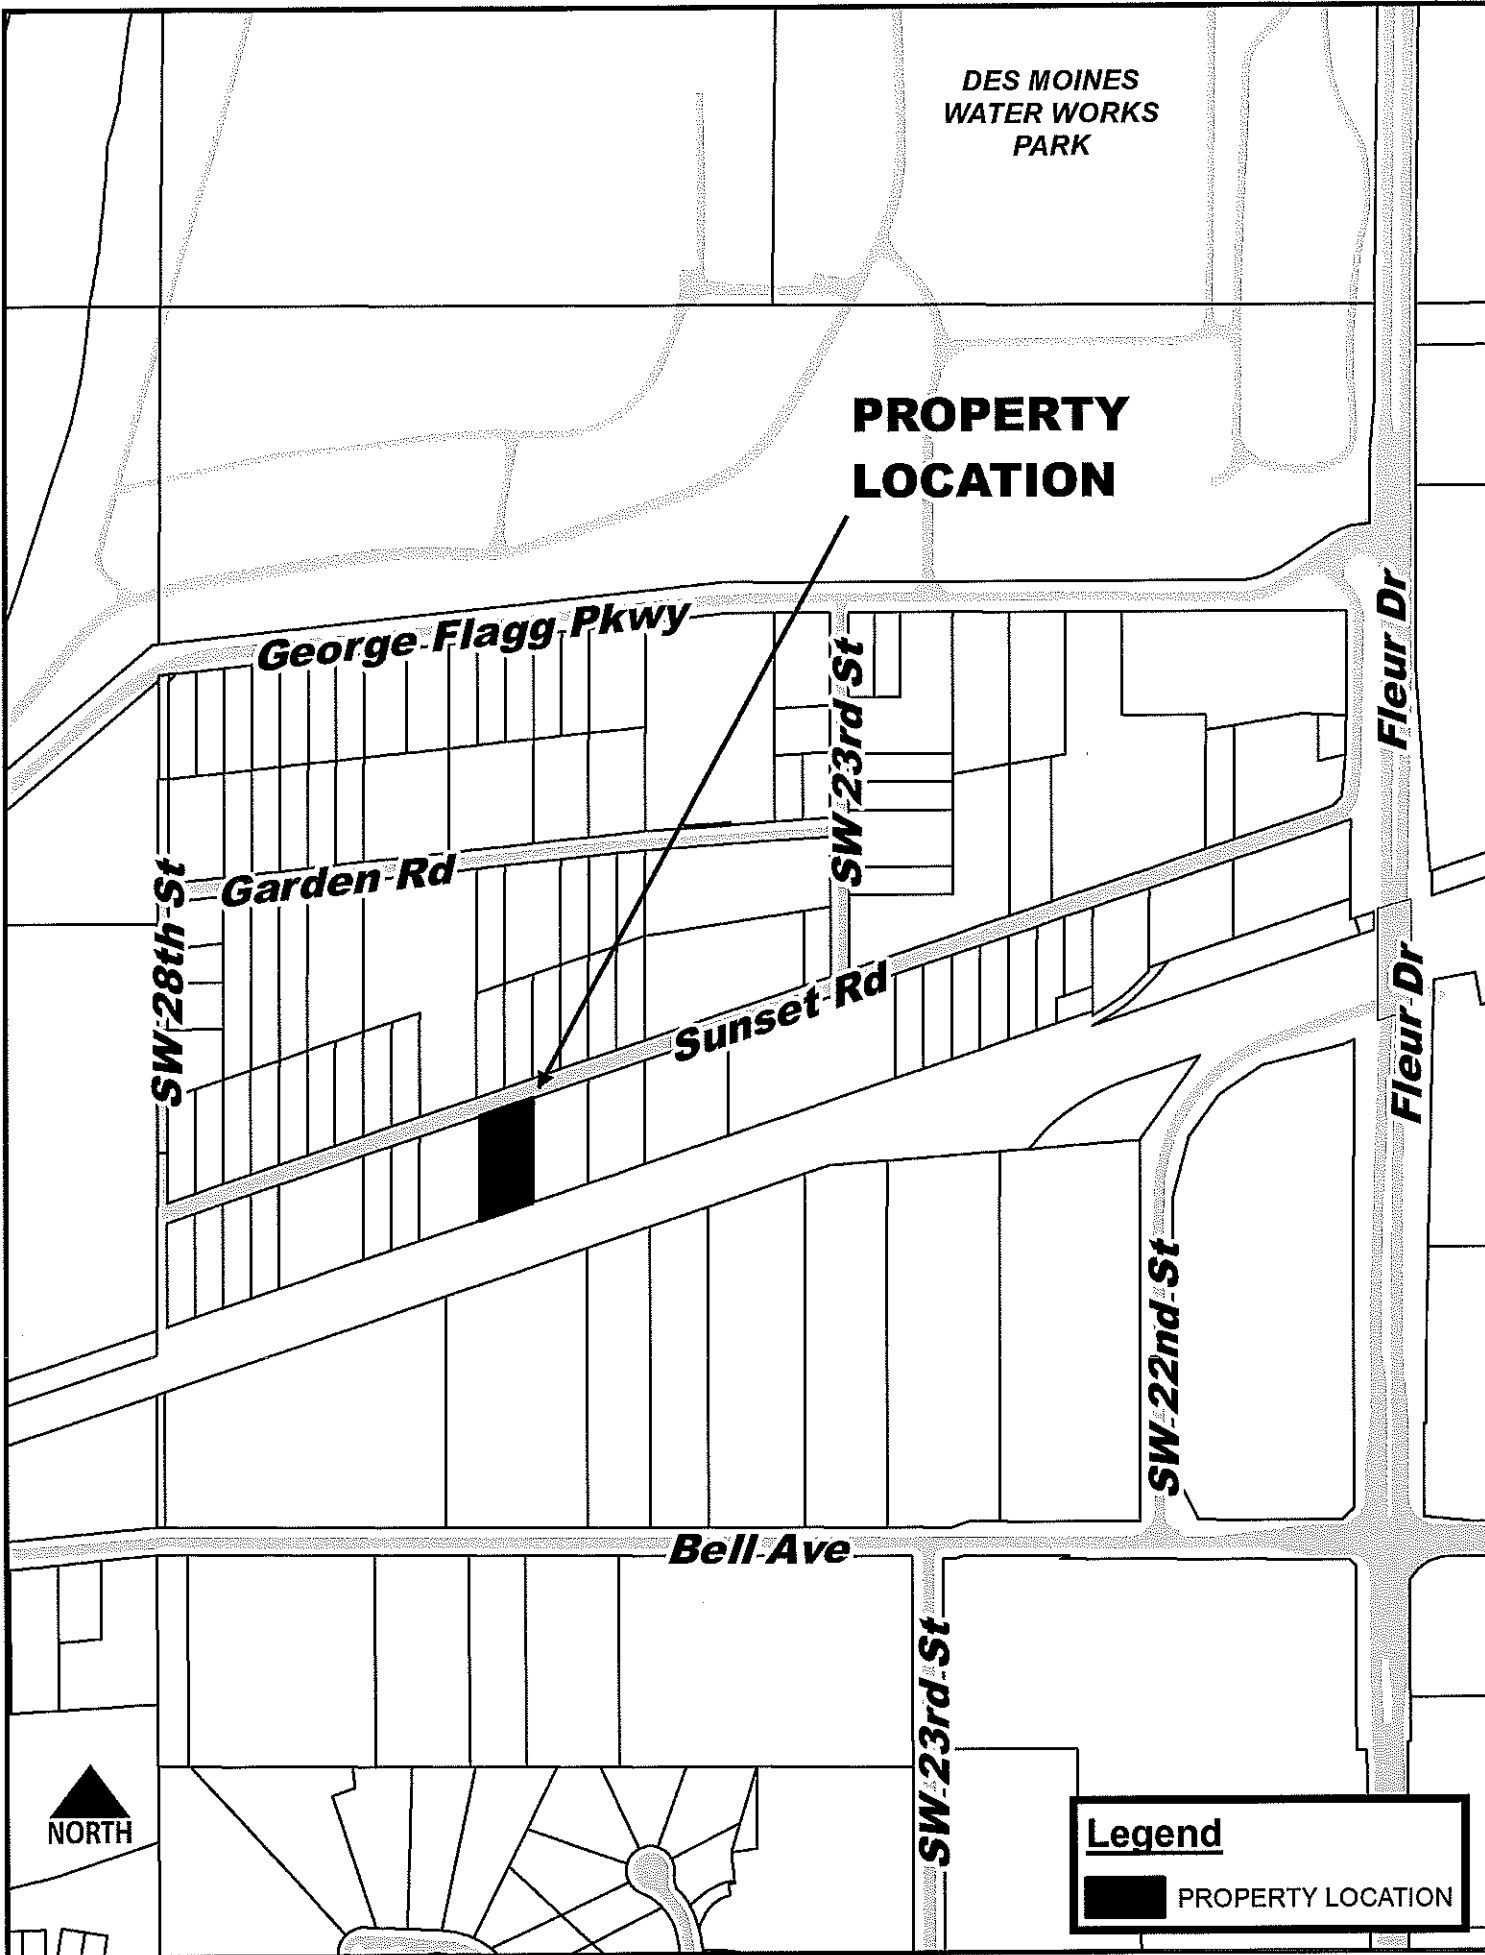 DES MOINES
WATER WORKS
PARK
PROPERTY
LOCATION
George Flagg Pkwy
Fleur Dr
SW 23rd St
Garden Rd
SW 28th St
Sunset Rd
Fleur Dr
SW 22nd St
Bell Ave
SW 23rd St
NORTH
Legend
PROPERTY LOCATION